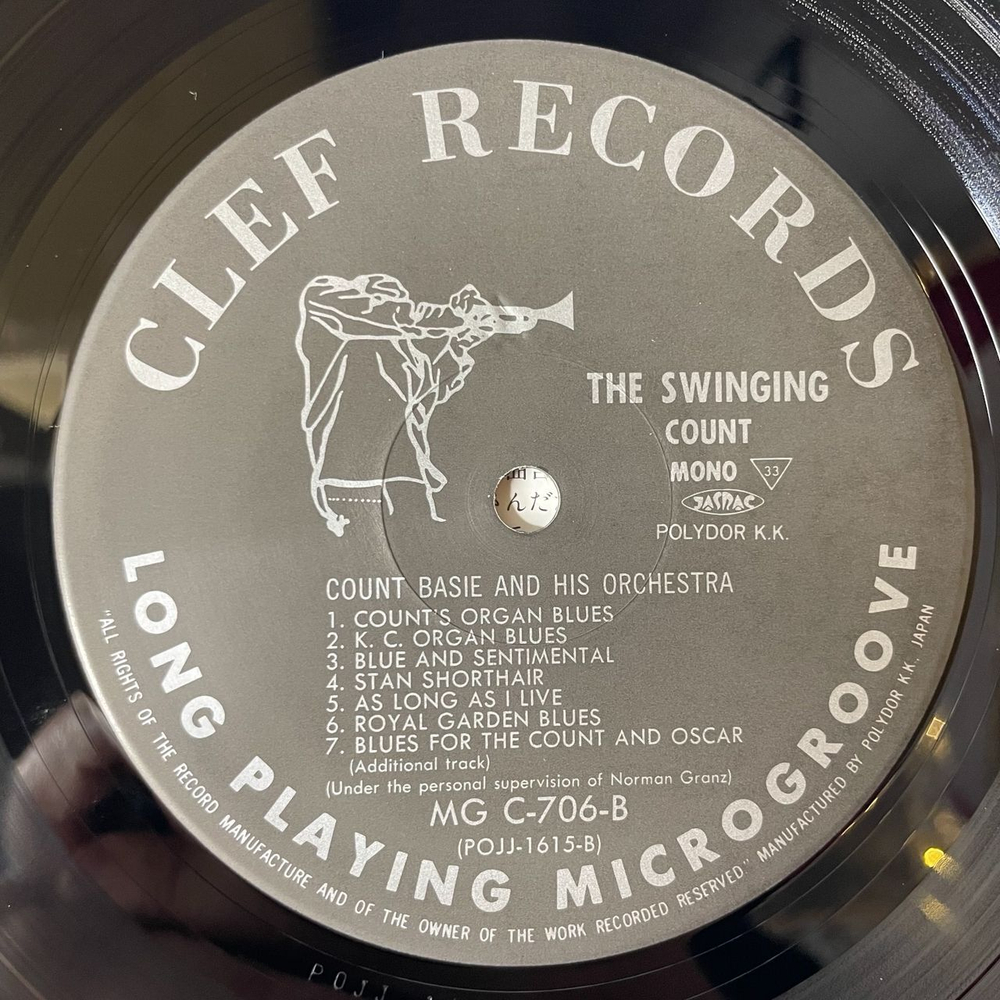 CLEF RECORDS
THE SWINGING
COUNT
MONO 33
JASRAC
POLYDOR K.K.
んだ
COUNT BASIE AND HIS ORCHESTRA
1. COUNT'S ORGAN BLUES
2. K. C. ORGAN BLUES
3. BLUE AND SENTIMENTAL
4. STAN SHORTHAIR
5. AS LONG AS I LIVE
6. ROYAL GARDEN BLUES
7. BLUES FOR THE COUNT AND OSCAR
(Additional track)
(Under the personal supervision of Norman Granz)
MG C-706-B
(POJJ-1615-B)
LONG PLAYING MICROGROOVE
"ALL RIGHTS OF THE RECORD MANUFACTURE AND OF THE OWNER OF THE WORK RECORDED RESERVED" MANUFACTURED BY POLYDOR K.K. JAPAN
POJJ